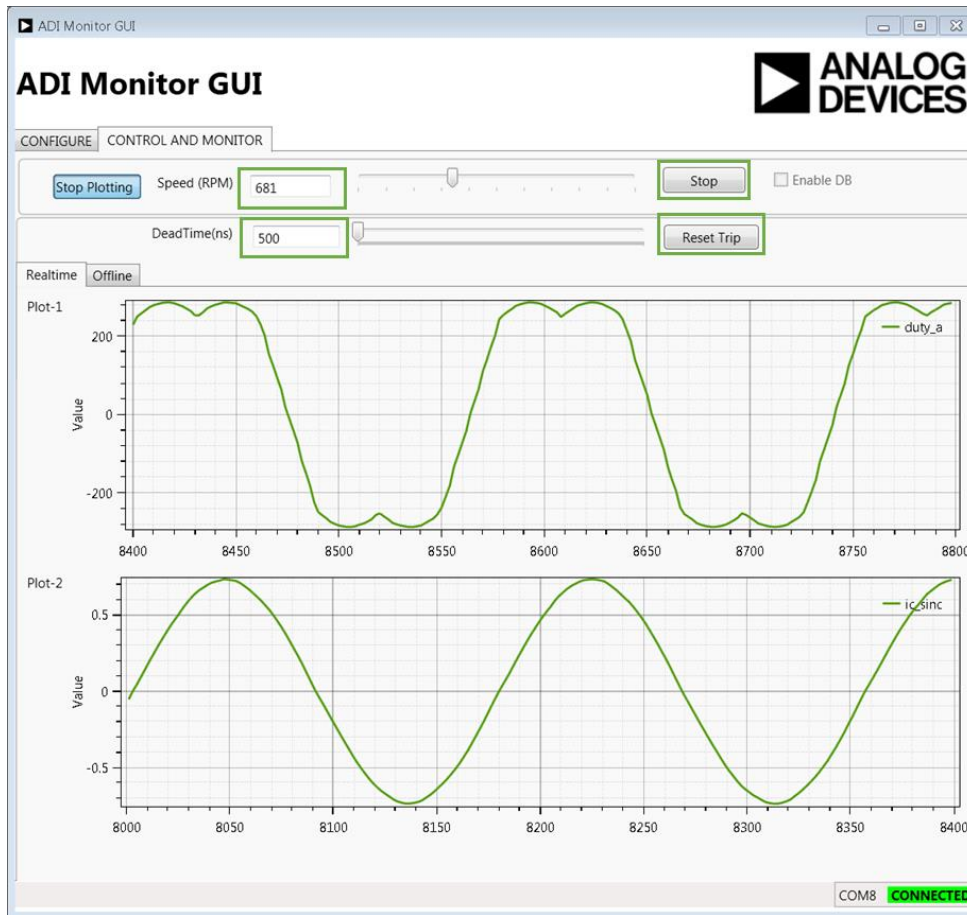 ADI Monitor GUI
ADI Monitor GUI
ANALOG
DEVICES
CONFIGURE CONTROL AND MONITOR
Stop Plotting Speed (RPM) 681 Stop Enable DB
DeadTime(ns) 500 Reset Trip
Realtime Offline
Plot-1
duty_a
200
0
-200
Value
8400 8450 8500 8550 8600 8650 8700 8750 8800
Plot-2
ic_sinc
0.5
0
-0.5
Value
8000 8050 8100 8150 8200 8250 8300 8350 8400
COM8 CONNECTED